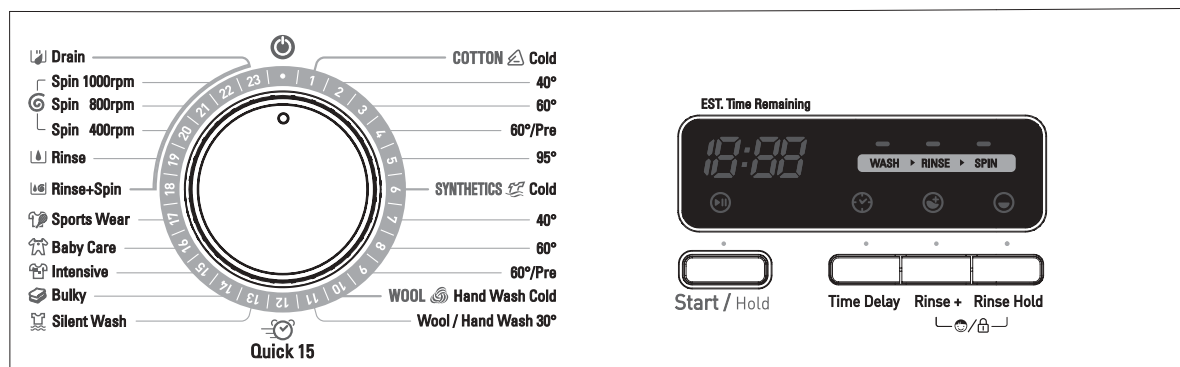 Drain
Spin 1000rpm
Spin 800rpm
Spin 400rpm
Rinse
Rinse+Spin
Sports Wear
Baby Care
Intensive
Bulky
Silent Wash
1
2
3
4
5
6
7
8
9
10
11
12
13
14
15
16
17
18
19
20
21
22
23
Quick 15
COTTON Cold
40°
60°
60°/Pre
95°
SYNTHETICS Cold
40°
60°
60°/Pre
WOOL Hand Wash Cold
Wool / Hand Wash 30°
EST. Time Remaining
18:88
WASH RINSE SPIN
Start / Hold
Time Delay Rinse + Rinse Hold
/